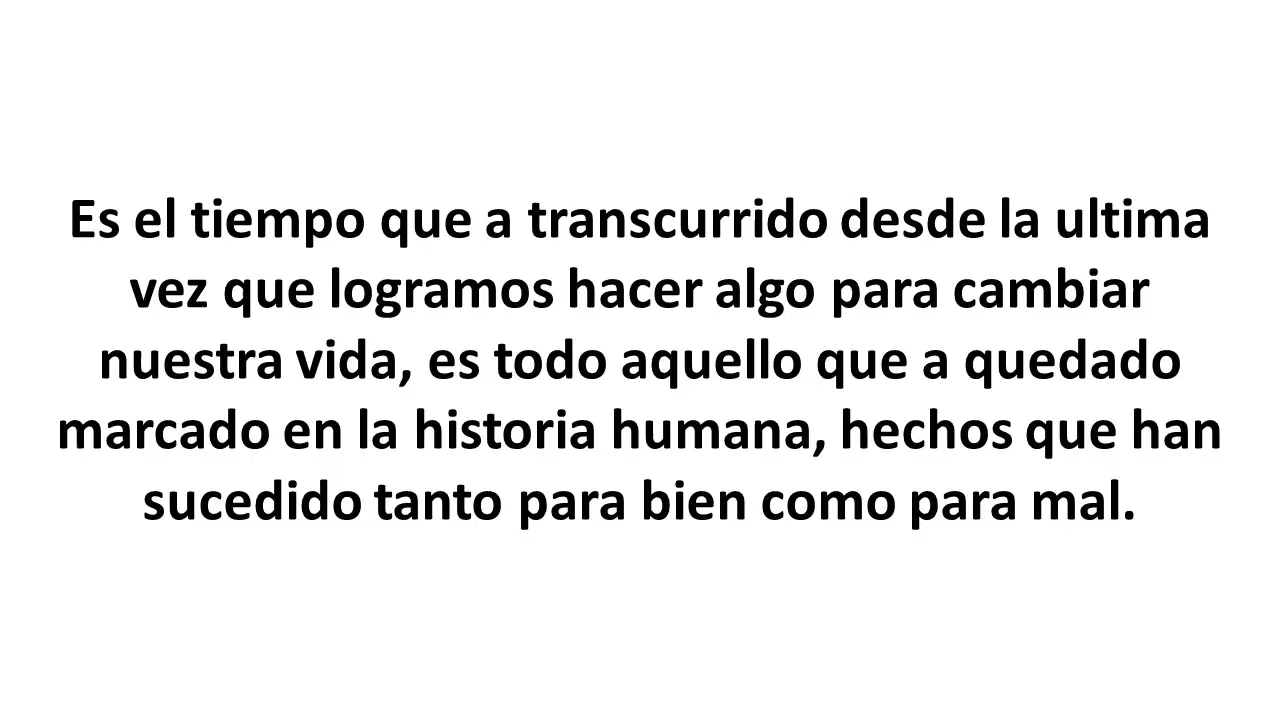 Es el tiempo que a transcurrido desde la ultima
vez que logramos hacer algo para cambiar
nuestra vida, es todo aquello que a quedado
marcado en la historia humana, hechos que han
sucedido tanto para bien como para mal.